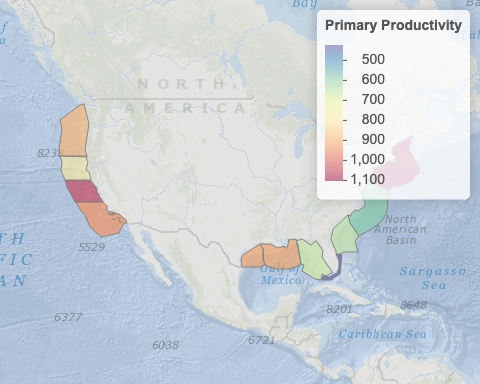 Bay
Primary Productivity
500
600
700
800
900
1,000
1,100
NORTH
AMERICA
North
American
Basin
5529
Gulf of
Mexico
Sargasso
Sea
8201
8648
6377
6038
6721
Caribbean Sea